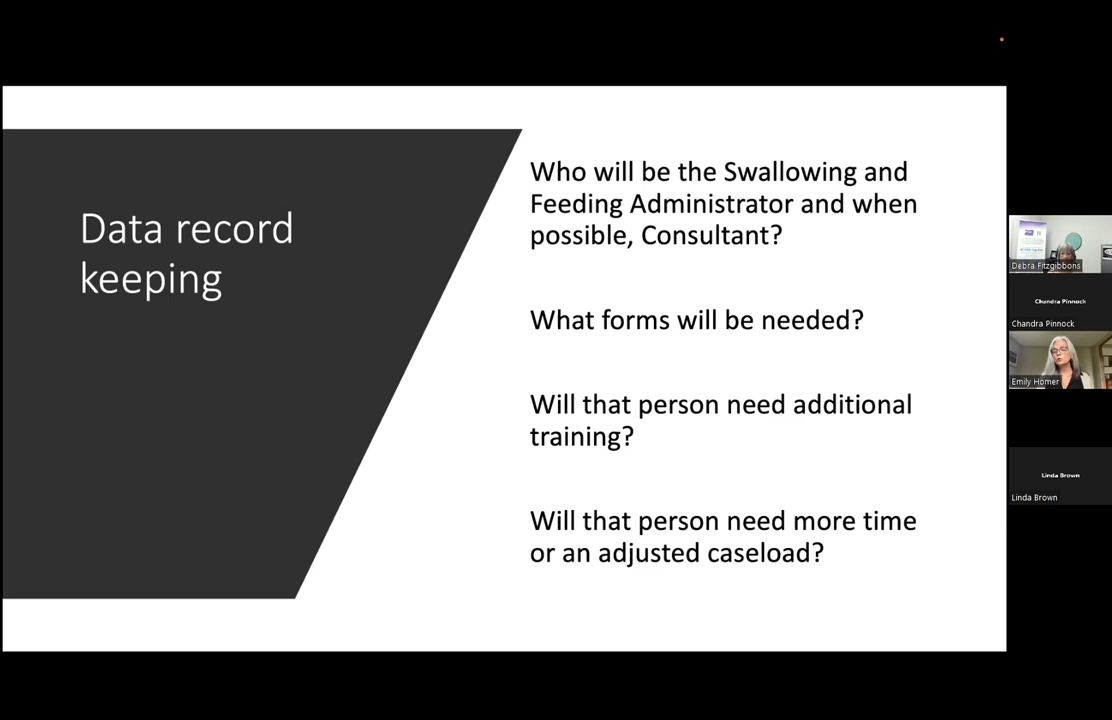 Data record
keeping
Who will be the Swallowing and
Feeding Administrator and when
possible, Consultant?
What forms will be needed?
Will that person need additional
training?
Will that person need more time
or an adjusted caseload?
Debra Fitzgibbons
Chandra Pinnock
Chandra Pinnock
Emily Homer
Linda Brown
Linda Brown